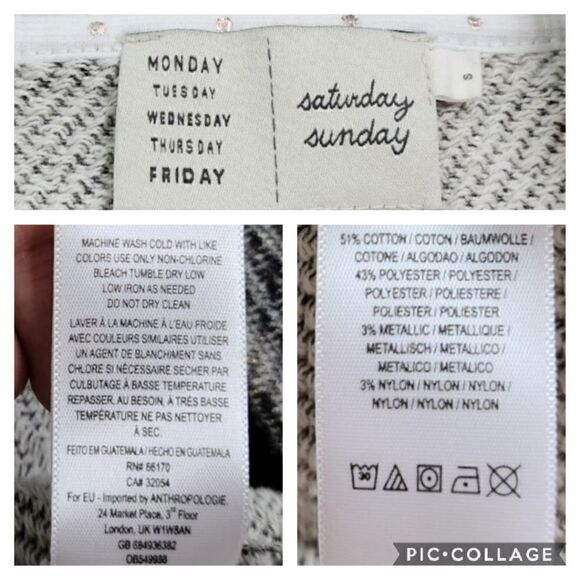 MONDAY
TUESDAY
WEDNESDAY
THURSDAY
FRIDAY
saturday
sunday
S
MACHINE WASH COLD WITH LIKE
COLORS USE ONLY NON-CHLORINE
BLEACH TUMBLE DRY LOW
LOW IRON AS NEEDED
DO NOT DRY CLEAN
LAVER À LA MACHINE À L'EAU FROIDE
AVEC COULEURS SIMILAIRES UTILISER
UN AGENT DE BLANCHIMENT SANS
CHLORE SI NÉCESSAIRE SECHER PAR
CULBUTAGE À BASSE TEMPERATURE
REPASSER, AU BESOIN, À TRÈS BASSE
TEMPÉRATURE NE PAS NETTOYER
À SEC.
FEITO EM GUATEMALA / HECHO EN GUATEMALA
RN# 66170
CA# 32054
For EU - Imported by ANTHROPOLOGIE.
24 Market Place, 3rd Floor
London, UK W1W8AN
GB 684936382
OB549988
51% COTTON / COTON / BAUMWOLLE /
COTONE / ALGODAO / ALGODON
43% POLYESTER / POLYESTER /
POLYESTER / POLIESTERE /
POLIESTER / POLIÉSTER
3% METALLIC / METALLIQUE /
METALLISCH / METALLICO /
METALICO / METALICO
3% NYLON / NYLON / NYLON /
NYLON / NYLON / NYLON
30
PIC•COLLAGE